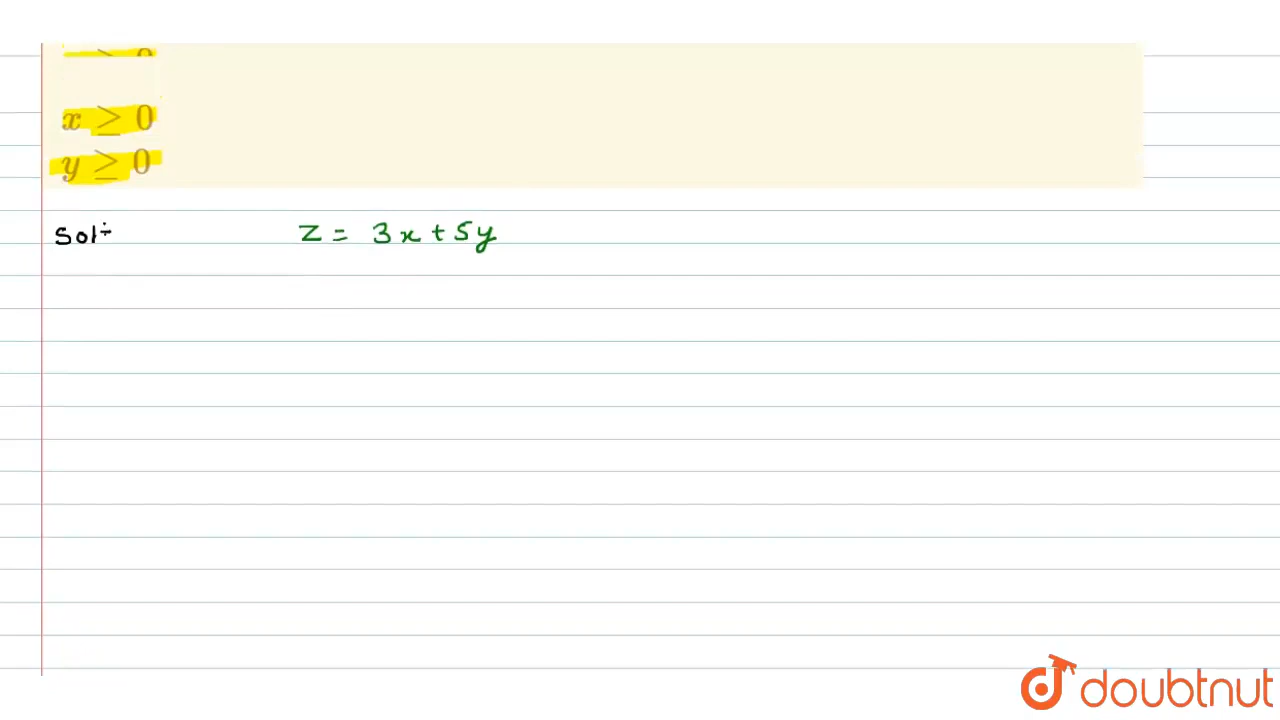 x ≥ 0
y ≥ 0
Sol:
Z = 3x + 5y
doubtnut